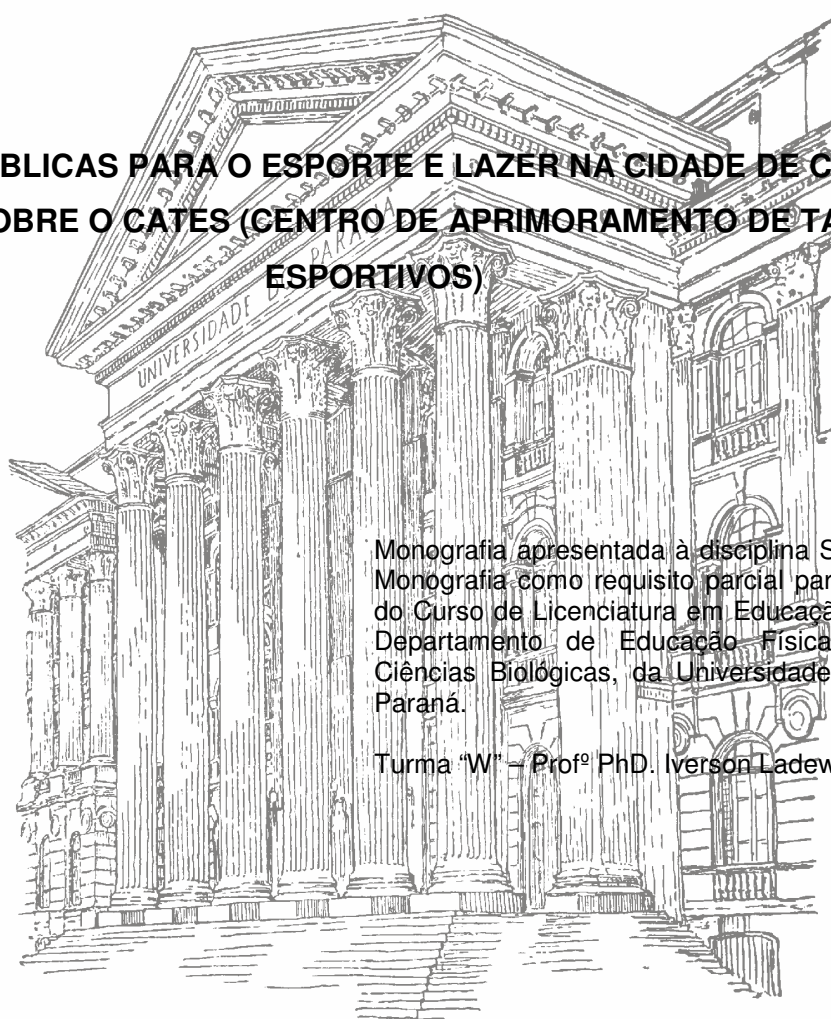 BLICAS PARA O ESPORTE E LAZER NA CIDADE DE C
OBRE O CATES (CENTRO DE APRIMORAMENTO DE TA
ESPORTIVOS)
UNIVERSIDADE DO PARANÁ
Monografia apresentada à disciplina S
Monografia como requisito parcial par
do Curso de Licenciatura em Educaçã
Departamento de Educação Física
Ciências Biológicas, da Universidade
Paraná.
Turma “W” – Profº PhD. Iverson Ladew